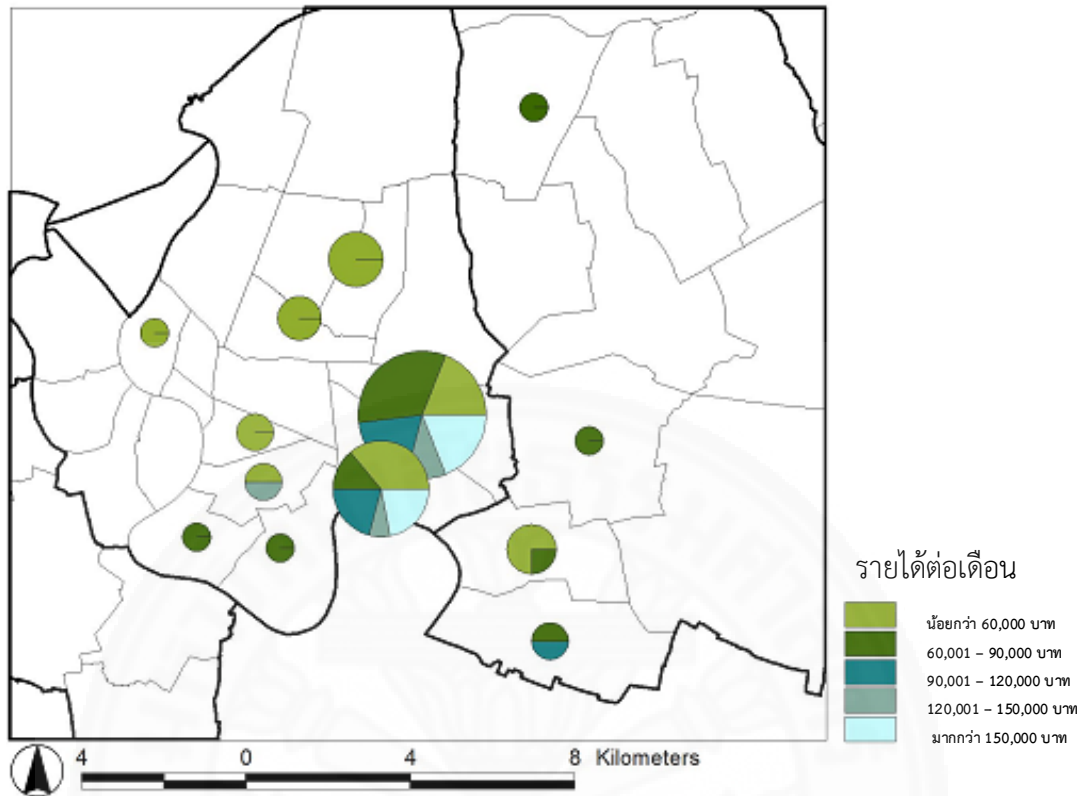 รายได้ต่อเดือน
น้อยกว่า 60,000 บาท
60,001 – 90,000 บาท
90,001 – 120,000 บาท
120,001 – 150,000 บาท
มากกว่า 150,000 บาท
4 0 4 8 Kilometers